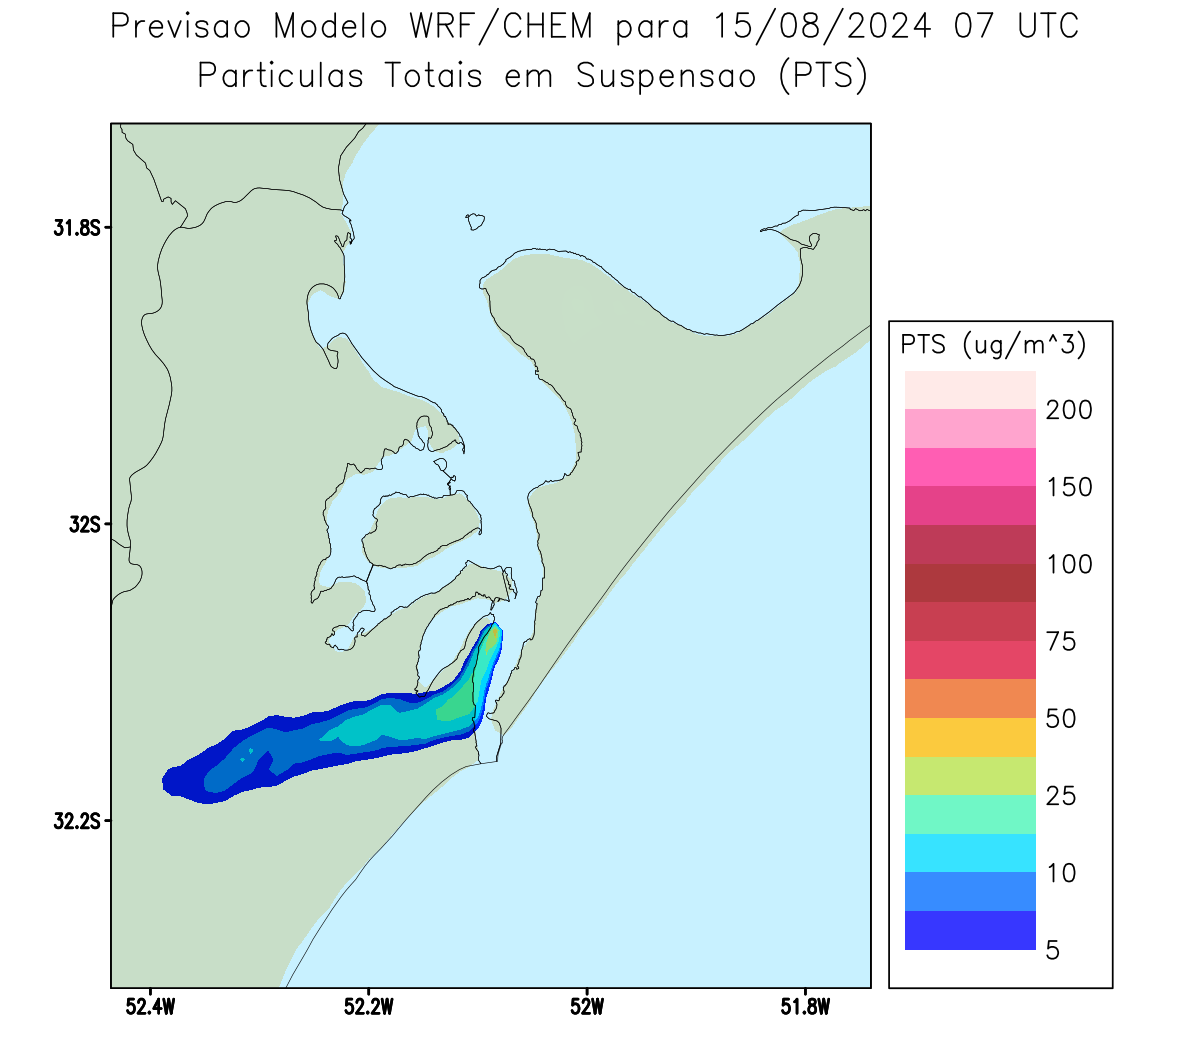 Previsao Modelo WRF/CHEM para 15/08/2024 07 UTC
Particulas Totais em Suspensao (PTS)
31.8S
32S
32.2S
52.4W
52.2W
52W
51.8W
PTS (ug/m^3)
200
150
100
75
50
25
10
5